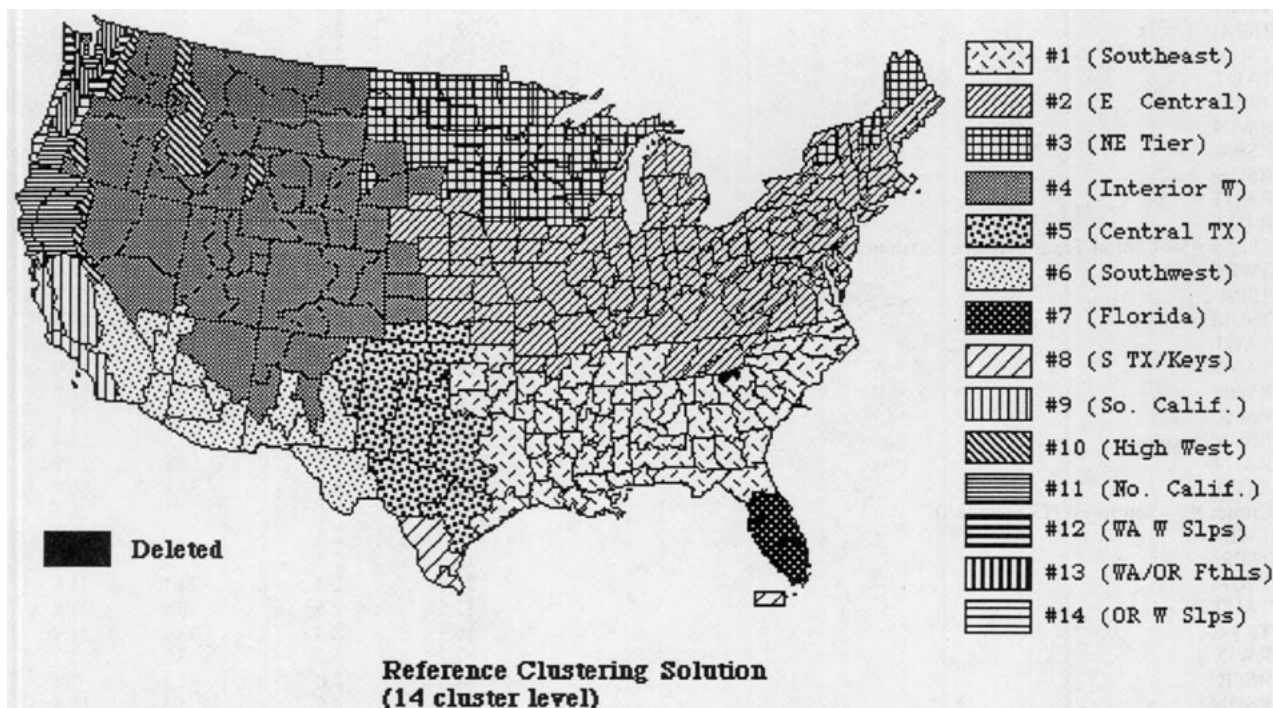 #1 (Southeast)
#2 (E Central)
#3 (NE Tier)
#4 (Interior W)
#5 (Central TX)
#6 (Southwest)
#7 (Florida)
#8 (S TX/Keys)
#9 (So. Calif.)
#10 (High West)
#11 (No. Calif.)
#12 (WA W Slps)
#13 (WA/OR Fthls)
#14 (OR W Slps)
Deleted
Reference Clustering Solution
(14 cluster level)